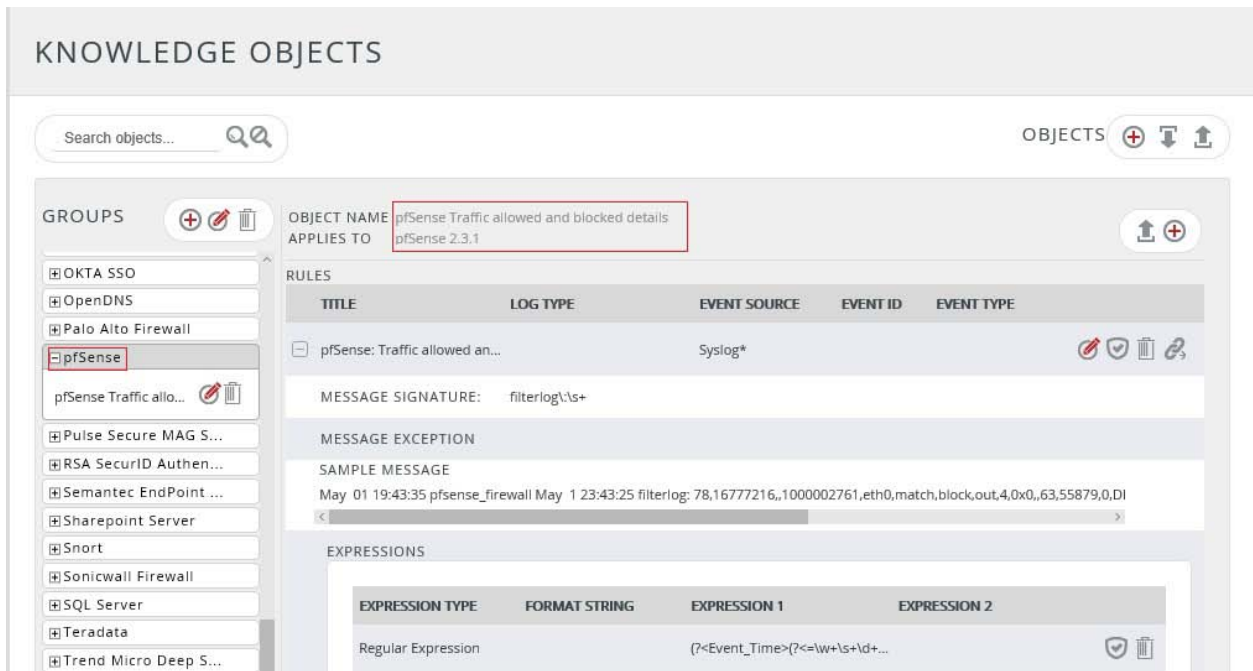 KNOWLEDGE OBJECTS
Search objects...
OBJECTS
GROUPS
OBJECT NAME pfSense Traffic allowed and blocked details
APPLIES TO pfSense 2.3.1
OKTA SSO
OpenDNS
Palo Alto Firewall
pfSense
pfSense Traffic allo...
Pulse Secure MAG S...
RSA SecurID Authen...
Semantec EndPoint ...
Sharepoint Server
Snort
Sonicwall Firewall
SQL Server
Teradata
Trend Micro Deep S...
RULES
TITLE LOG TYPE EVENT SOURCE EVENT ID EVENT TYPE
pfSense: Traffic allowed an... Syslog*
MESSAGE SIGNATURE: filterlog\:\s+
MESSAGE EXCEPTION
SAMPLE MESSAGE
May 01 19:43:35 pfsense_firewall May 1 23:43:25 filterlog: 78,16777216,,1000002761,eth0,match,block,out,4,0x0,,63,55879,0,DI
EXPRESSIONS
EXPRESSION TYPE FORMAT STRING EXPRESSION 1 EXPRESSION 2
Regular Expression (?<Event_Time>(?<=\w+\s+\d+...